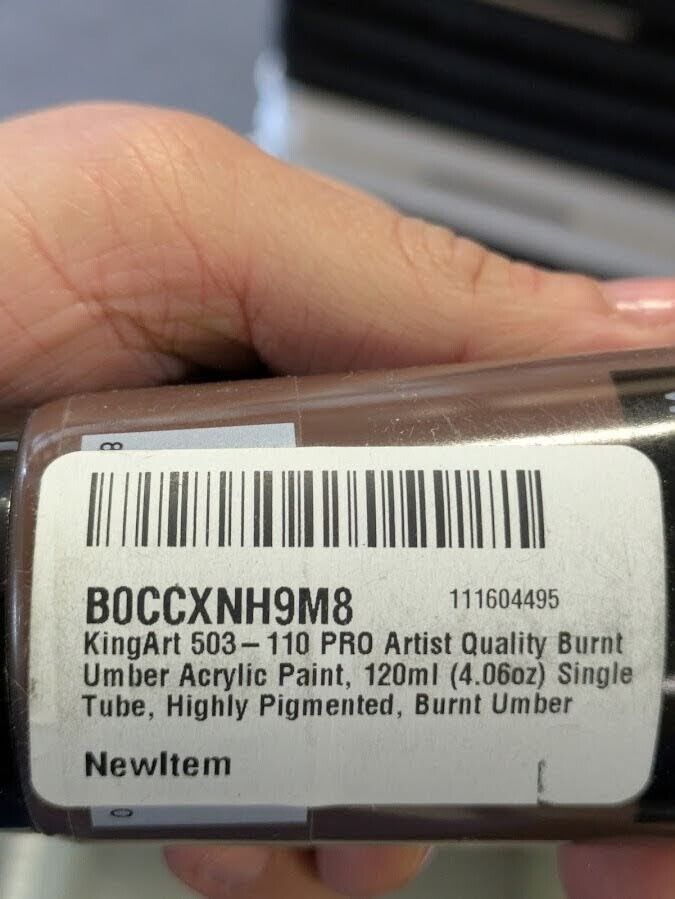 B0CCXNH9M8 111604495
KingArt 503-110 PRO Artist Quality Burnt
Umber Acrylic Paint, 120ml (4.06oz) Single
Tube, Highly Pigmented, Burnt Umber
NewItem